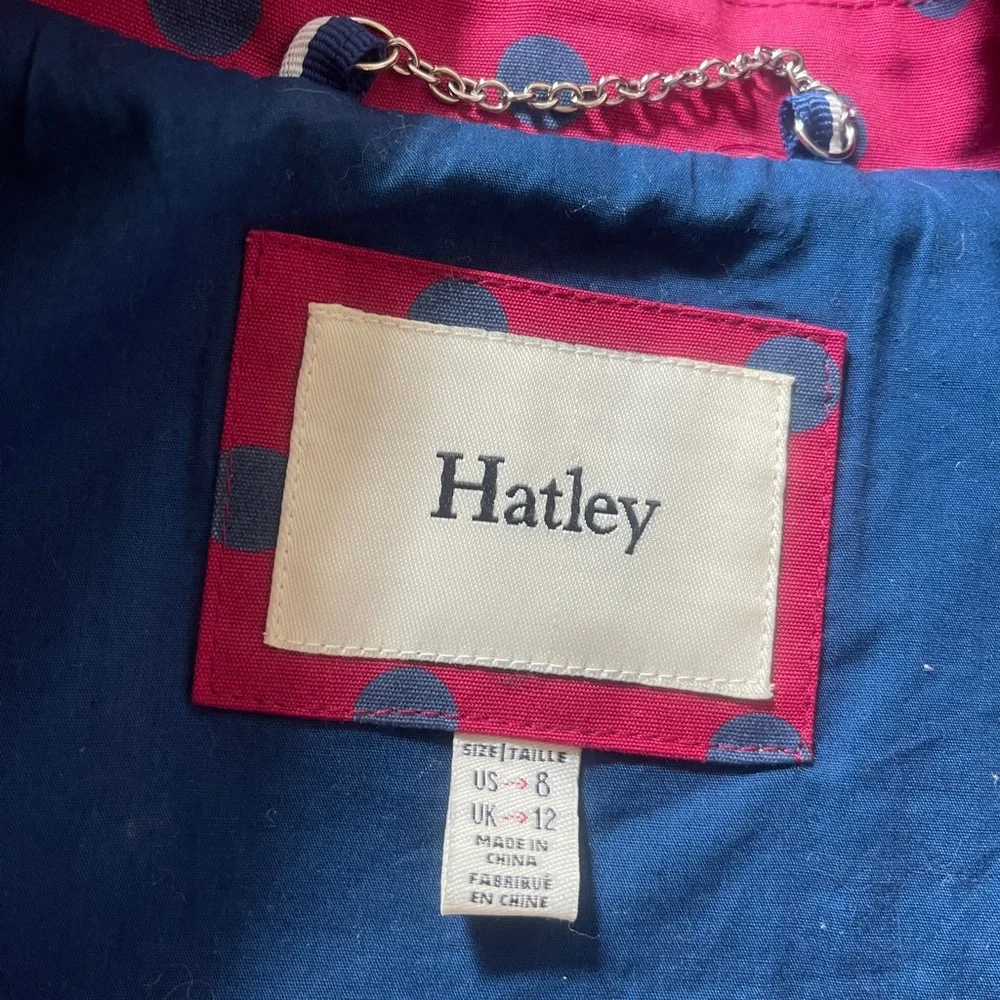 Hatley
SIZE|TAILLE
US → 8
UK → 12
MADE IN
CHINA
FABRIQUÉ
EN CHINE